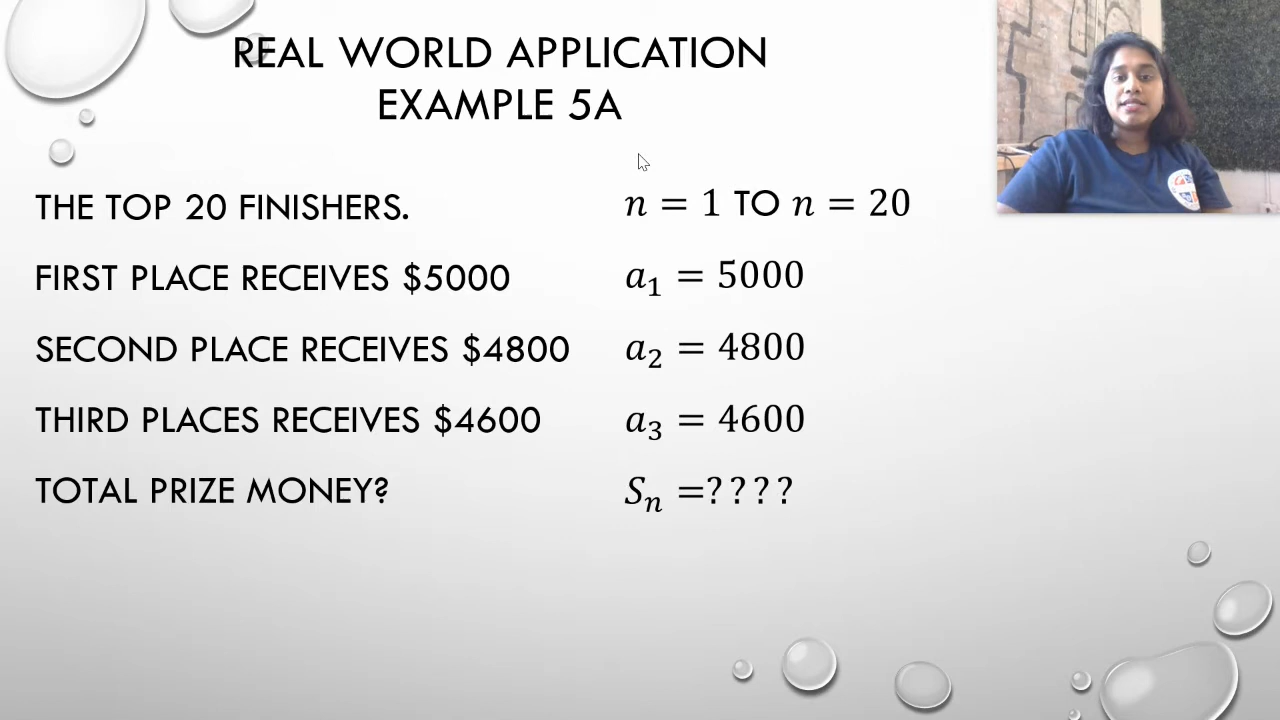 REAL WORLD APPLICATION
EXAMPLE 5A
THE TOP 20 FINISHERS.
n = 1 TO n = 20
FIRST PLACE RECEIVES $5000
a₁ = 5000
SECOND PLACE RECEIVES $4800
a₂ = 4800
THIRD PLACES RECEIVES $4600
a₃ = 4600
TOTAL PRIZE MONEY?
Sₙ =????